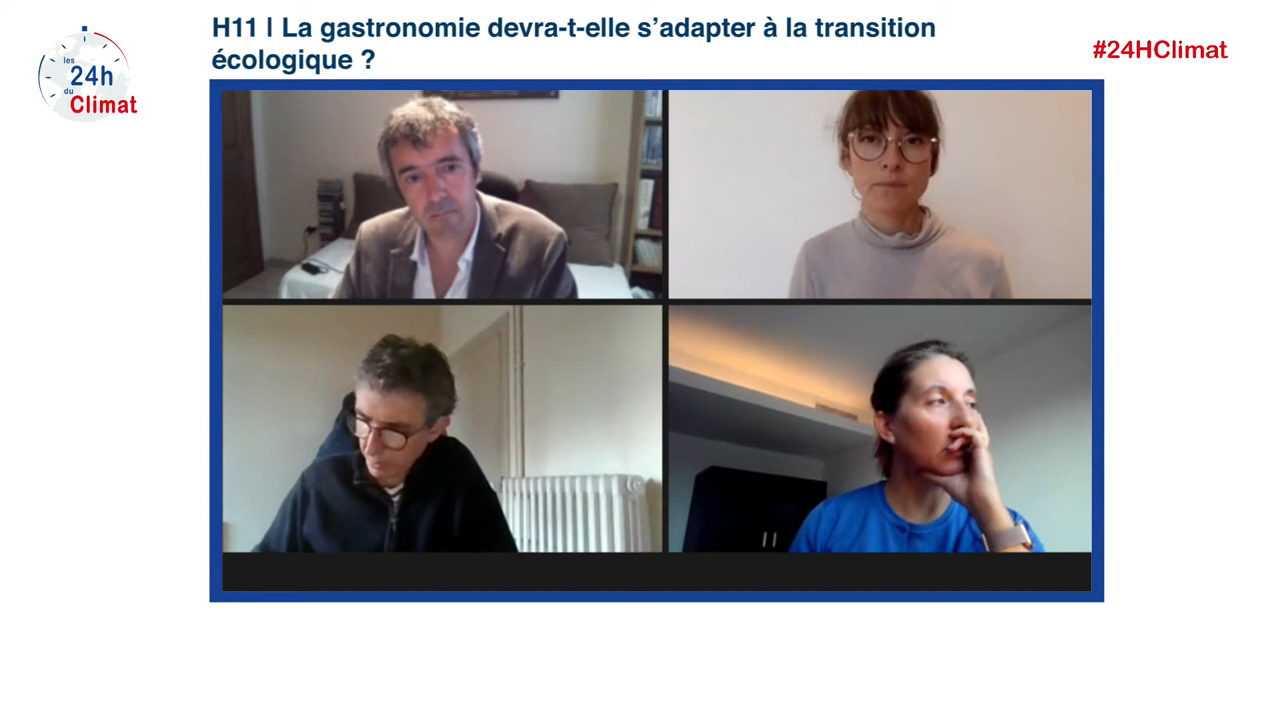 H11 | La gastronomie devra-t-elle s’adapter à la transition
écologique ?
#24HClimat
les
24h
du
Climat